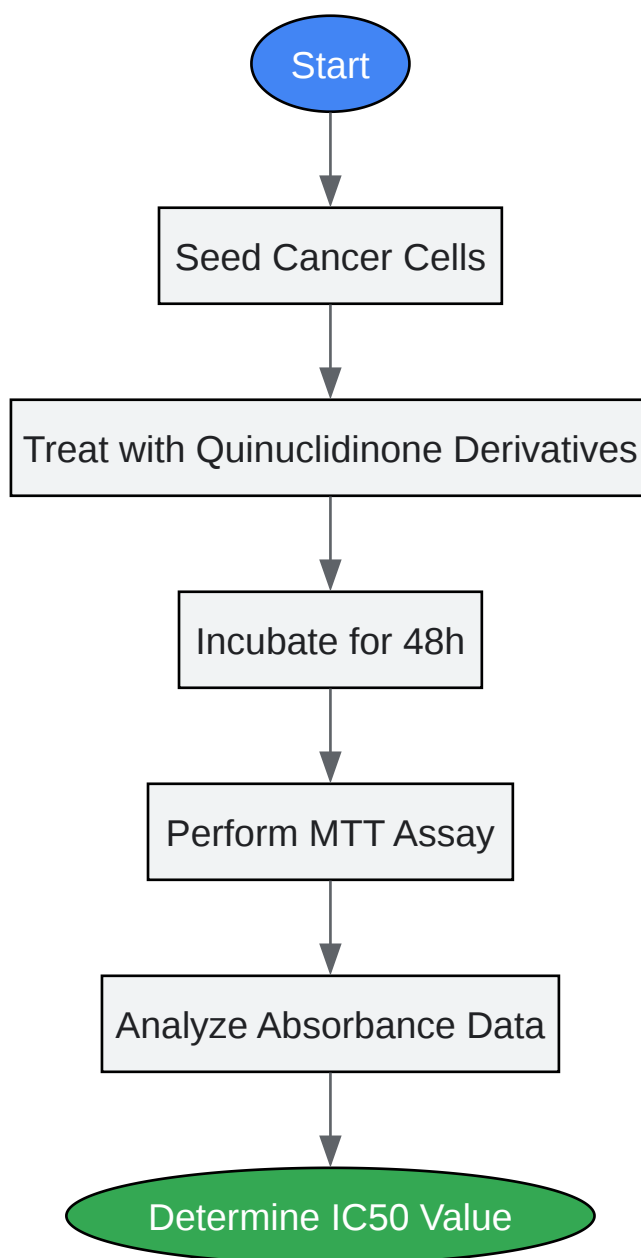 Start
Seed Cancer Cells
Treat with Quinuclidinone Derivatives
Incubate for 48h
Perform MTT Assay
Analyze Absorbance Data
Determine IC50 Value